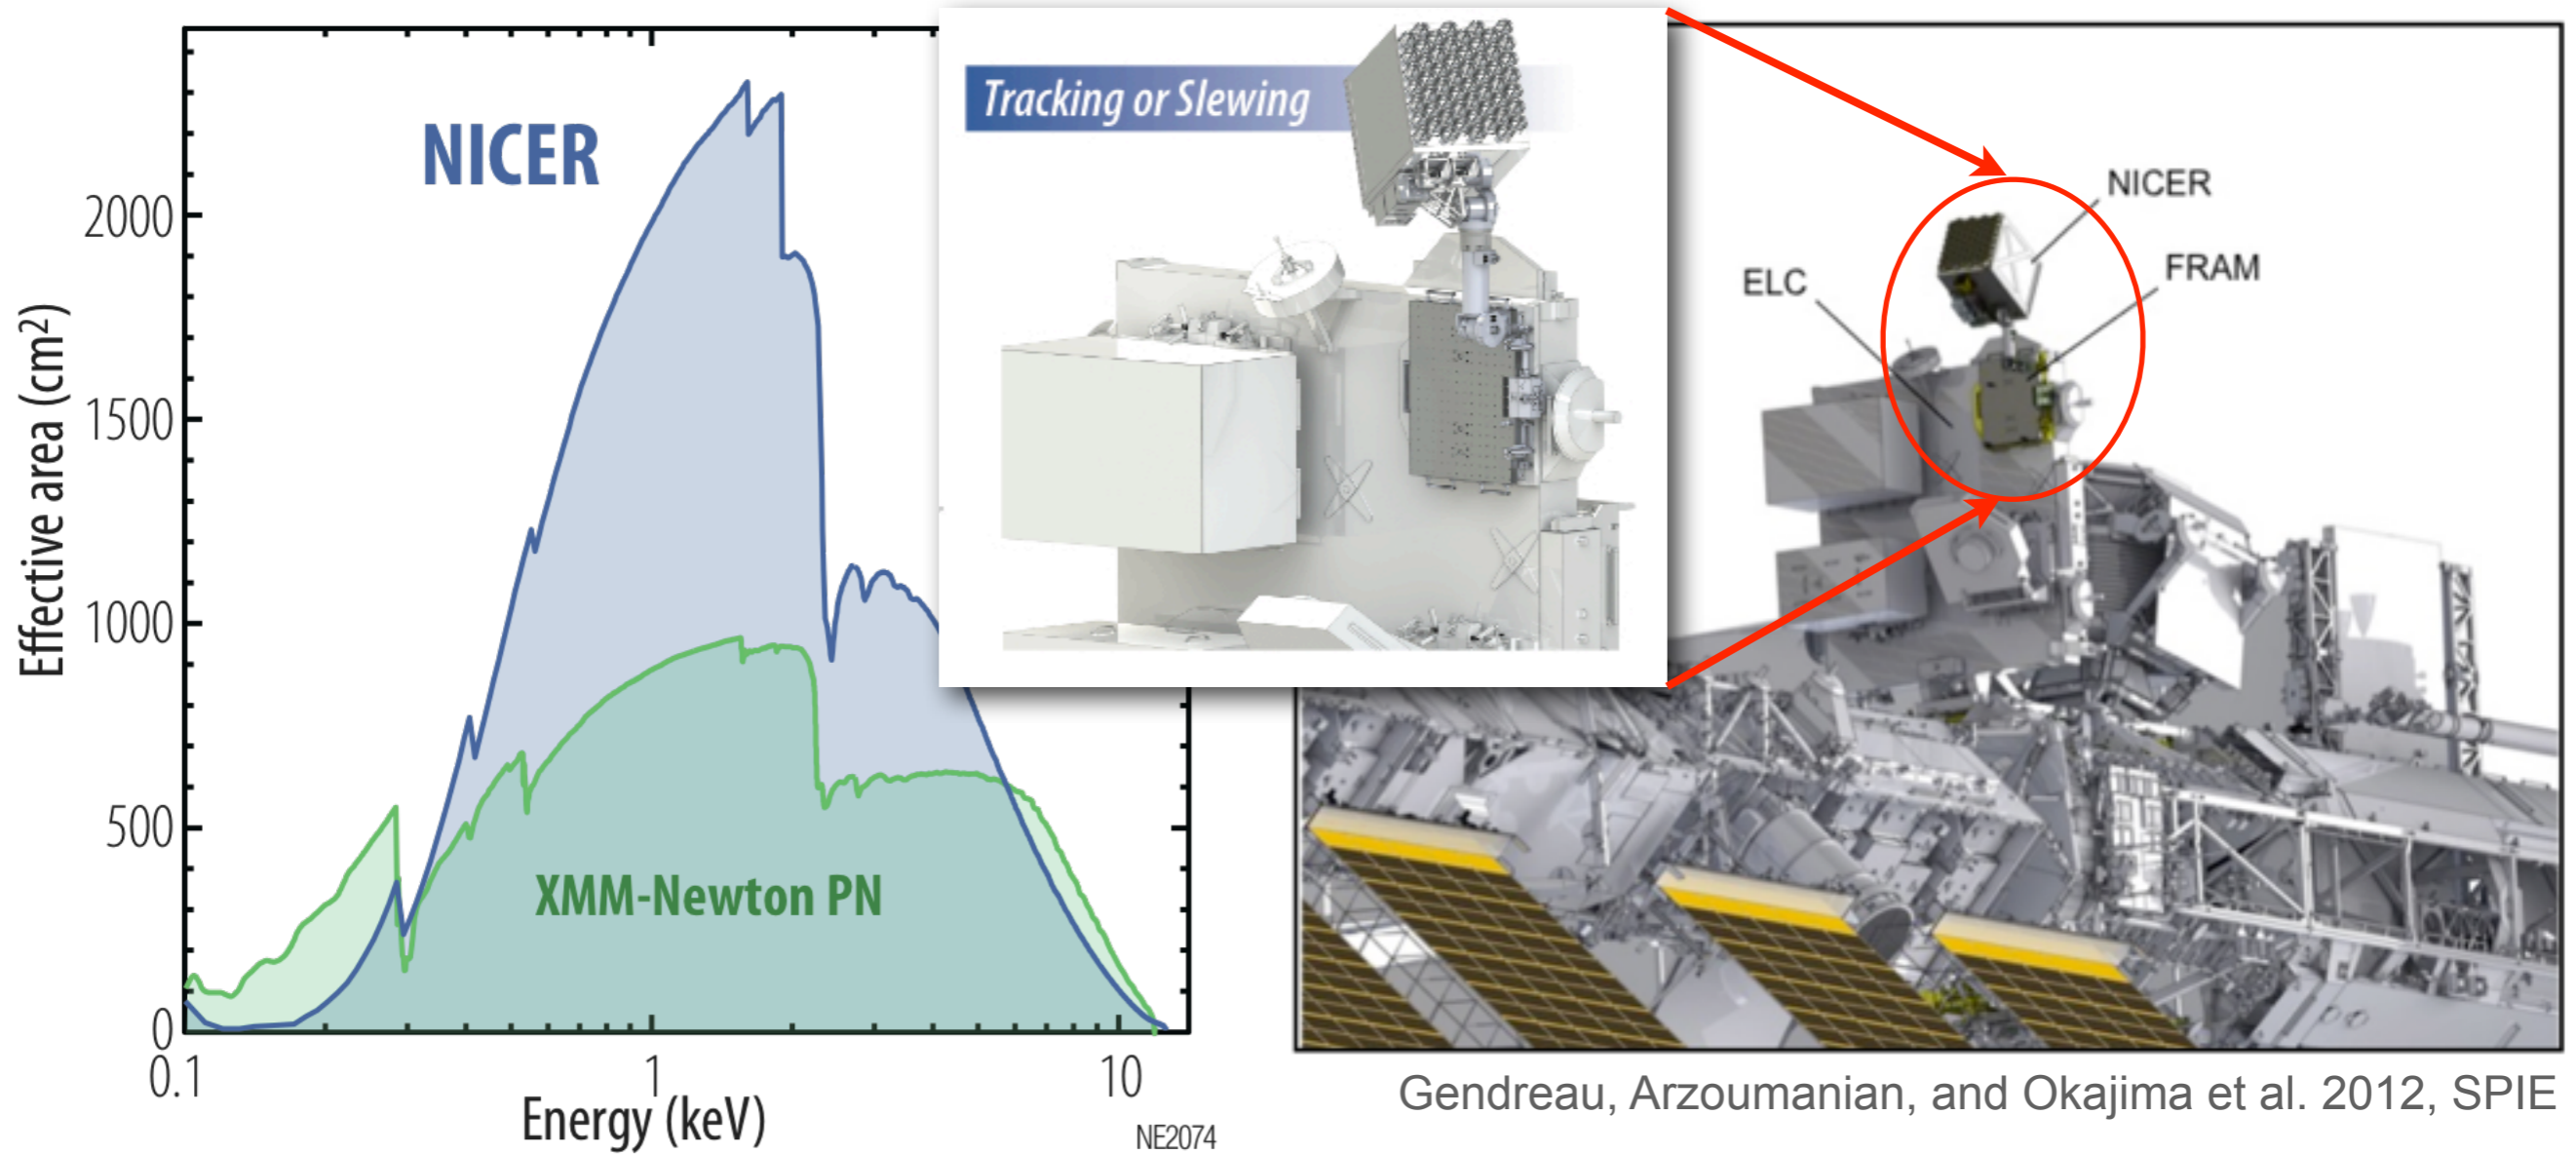 NICER
Tracking or Slewing
NICER
FRAM
ELC
Effective area (cm²)
2000
1500
1000
500
0
XMM-Newton PN
0.1
1
10
Energy (keV)
NE2074
Gendreau, Arzoumanian, and Okajima et al. 2012, SPIE